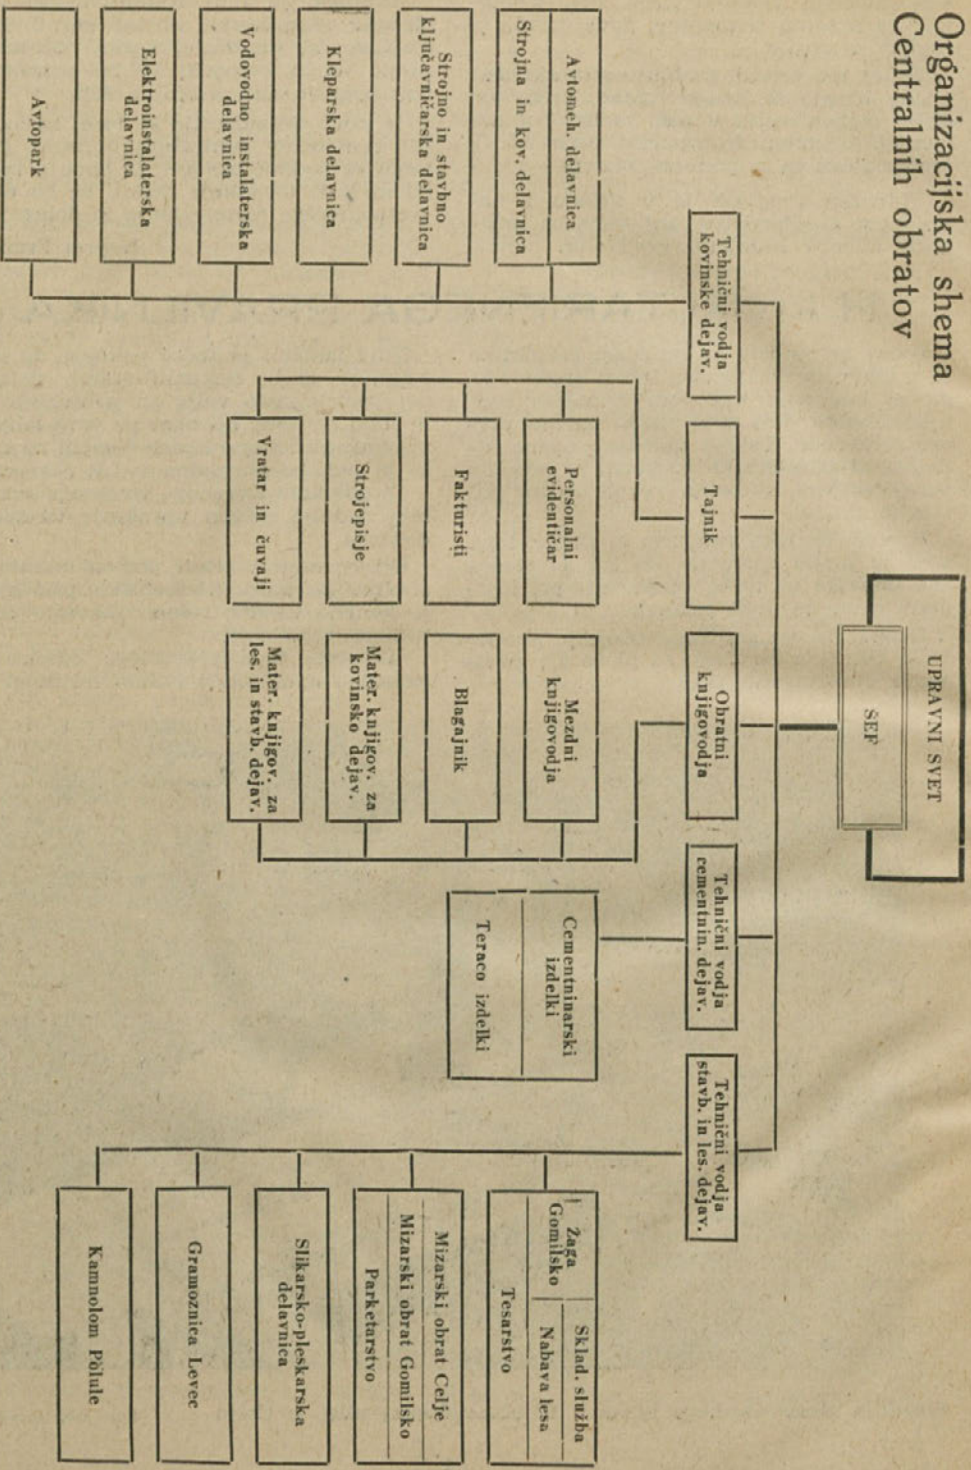 Organizacijska shema
Centralnih obratov
UPRAVNI SVET
ŠEF
Tehnični vodja
kovinske dejav.
Tajnik
Obratni
knjigovodja
Tehnični vodja
cementnin. dejav.
Tehnični vodja
stavb. in les. dejav.
Avtomeh. delavnica
Strojna in kov. delavnica
Strojno in stavbno
ključavničarska delavnica
Kleparska delavnica
Vodovodno instalaterska
delavnica
Elektroinstalaterska
delavnica
Avtopark
Personalni
evidentičar
Fakturisti
Strojepisje
Vratar in čuvaji
Mezdni
knjigovodja
Blagajnik
Mater. knjigov. za
kovinsko dejav.
Mater. knjigov. za
les. in stavb. dejav.
Cementninarski
izdelki
Teraco izdelki
Žaga
Gomilsko
Sklad. služba
Nabava lesa
Tesarstvo
Mizarski obrat Celje
Mizarski obrat Gomilsko
Parketarstvo
Slikarsko-pleskarska
delavnica
Gramoznica Levec
Kamnolom Pòlule